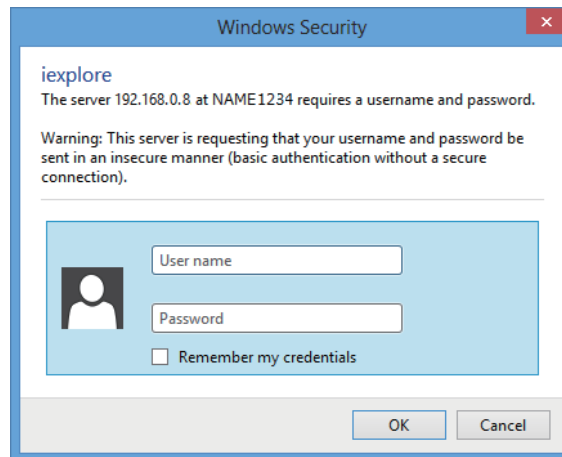 Windows Security
iexplore
The server 192.168.0.8 at NAME1234 requires a username and password.
Warning: This server is requesting that your username and password be
sent in an insecure manner (basic authentication without a secure
connection).
User name
Password
Remember my credentials
OK Cancel